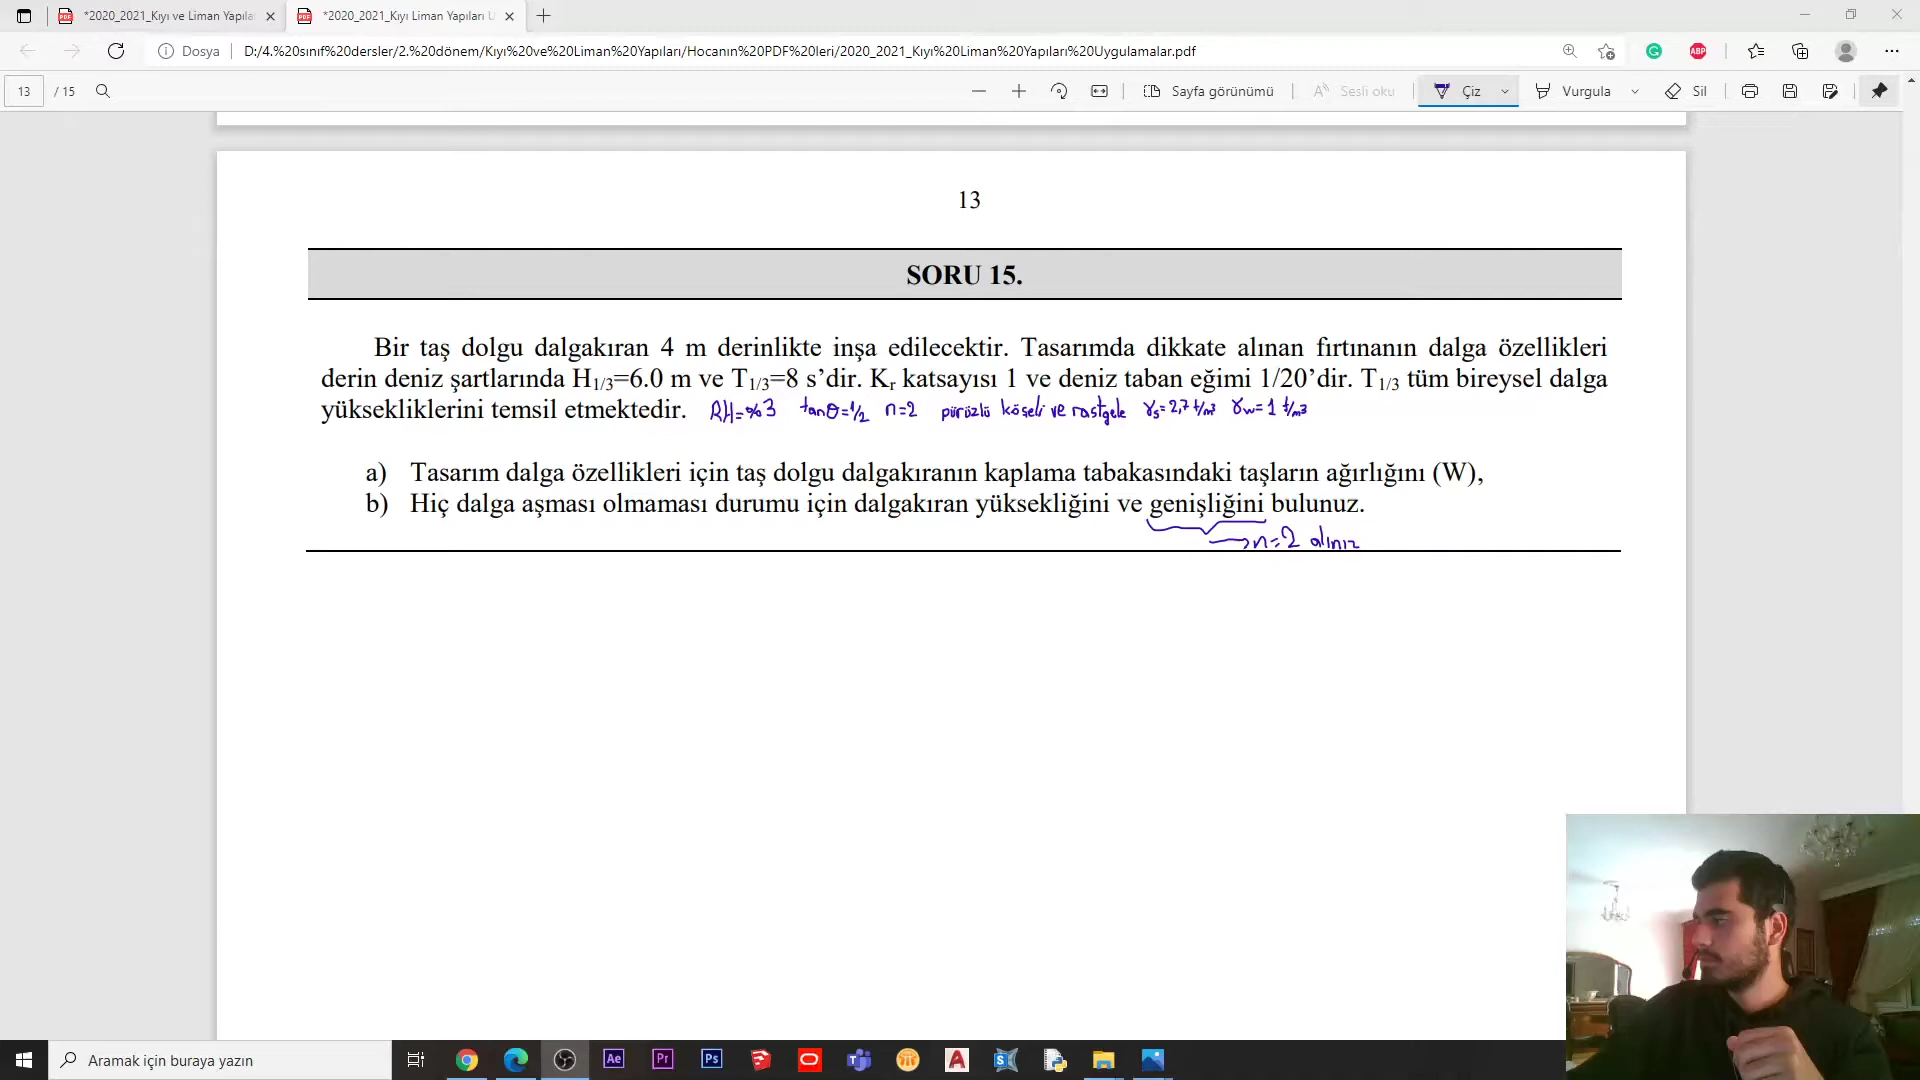 *2020_2021_Kıyı ve Liman Yapıla
*2020_2021_Kıyı Liman Yapıları U
Dosya
D:/4.%20sınıf%20dersler/2.%20dönem/Kıyı%20ve%20Liman%20Yapıları/Hocanın%20PDF%20leri/2020_2021_Kıyı%20Liman%20Yapıları%20Uygulamalar.pdf
ABP
13 / 15
Sayfa görünümü
Sesli oku
Çiz
Vurgula
Sil
13
SORU 15.
Bir taş dolgu dalgakıran 4 m derinlikte inşa edilecektir. Tasarımda dikkate alınan fırtınanın dalga özellikleri
derin deniz şartlarında H1/3=6.0 m ve T1/3=8 s’dir. Kr katsayısı 1 ve deniz taban eğimi 1/20’dir. T1/3 tüm bireysel dalga
yüksekliklerini temsil etmektedir. RH=%3 tanθ=1/2 n=2 pürüzlü köşeli ve rastgele γs=2,7 t/m3 γw=1 t/m3
a) Tasarım dalga özellikleri için taş dolgu dalgakıranın kaplama tabakasındaki taşların ağırlığını (W),
b) Hiç dalga aşması olmaması durumu için dalgakıran yüksekliğini ve genişliğini bulunuz.
n=2 alınız
Aramak için buraya yazın
Ae
Pr
Ps